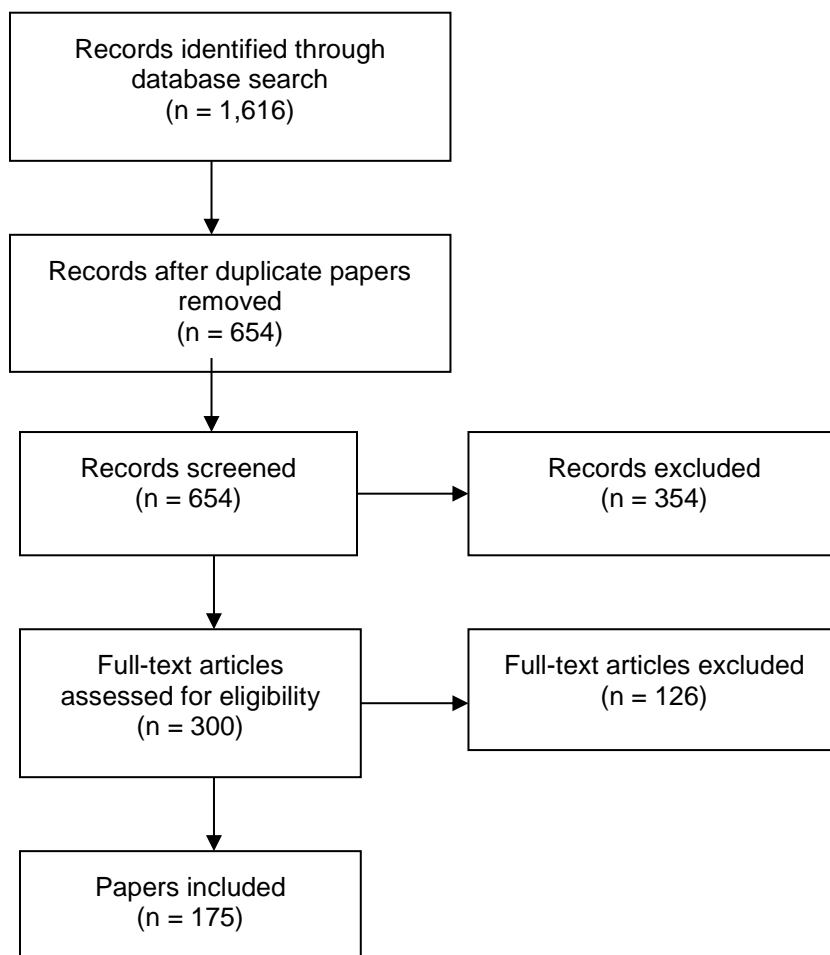 Records identified through
database search
(n = 1,616)
Records after duplicate papers
removed
(n = 654)
Records screened
(n = 654)
Records excluded
(n = 354)
Full-text articles
assessed for eligibility
(n = 300)
Full-text articles excluded
(n = 126)
Papers included
(n = 175)